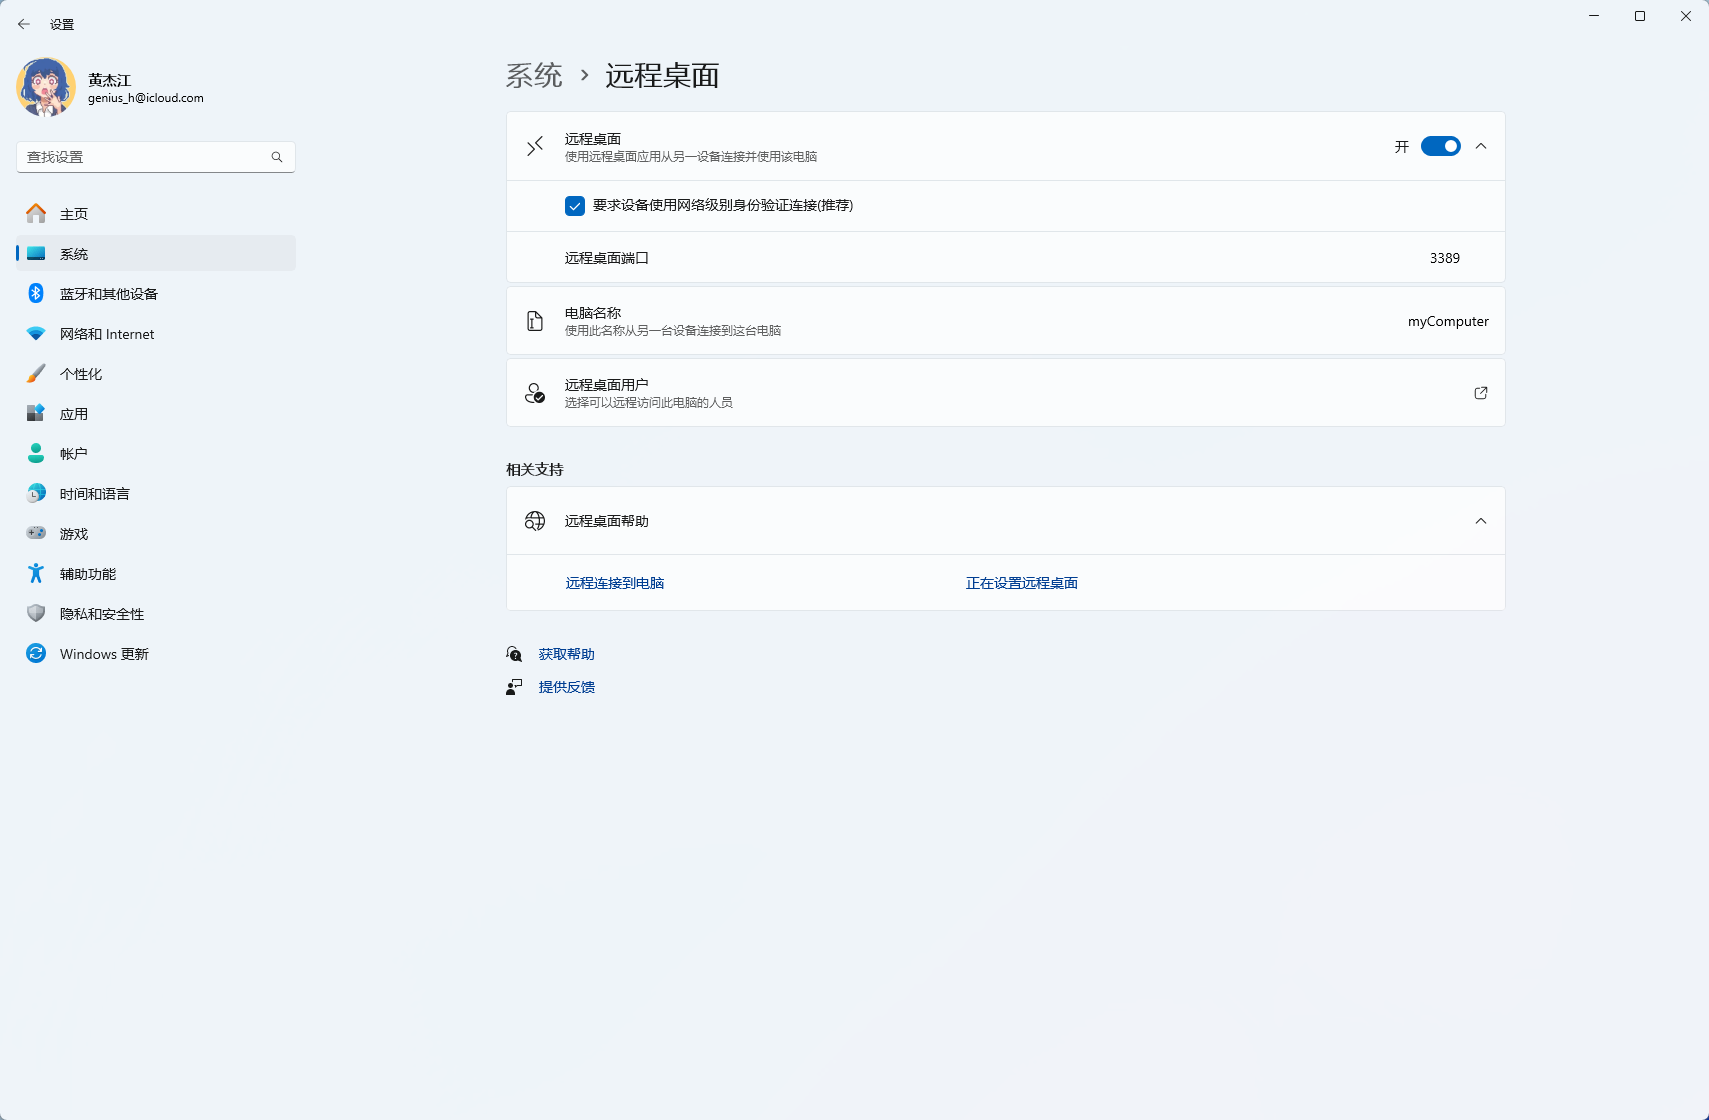 设置
黄杰江
genius_h@icloud.com
查找设置
主页
系统
蓝牙和其他设备
网络和 Internet
个性化
应用
帐户
时间和语言
游戏
辅助功能
隐私和安全性
Windows 更新
系统 › 远程桌面
远程桌面
使用远程桌面应用从另一设备连接并使用该电脑
开
要求设备使用网络级别身份验证连接(推荐)
远程桌面端口 3389
电脑名称
使用此名称从另一台设备连接到这台电脑
myComputer
远程桌面用户
选择可以远程访问此电脑的人员
相关支持
远程桌面帮助
远程连接到电脑 正在设置远程桌面
获取帮助
提供反馈